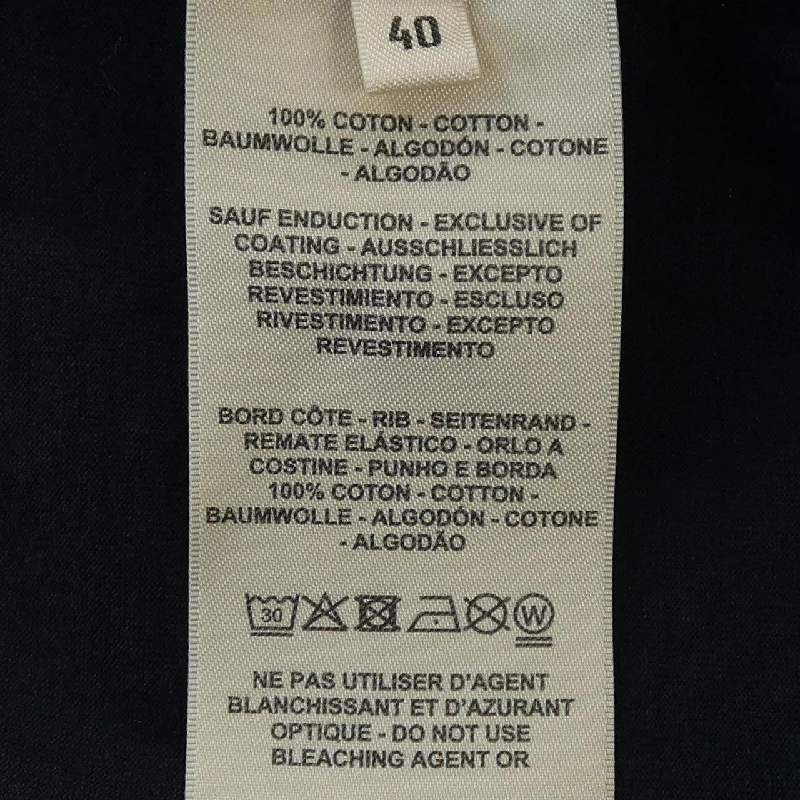 40
100% COTON - COTTON -
BAUMWOLLE - ALGODÓN - COTONE
- ALGODÃO
SAUF ENDUCTION - EXCLUSIVE OF
COATING - AUSSCHLIESSLICH
BESCHICHTUNG - EXCEPTO
REVESTIMIENTO - ESCLUSO
RIVESTIMENTO - EXCEPTO
REVESTIMENTO
BORD CÔTE - RIB - SEITENRAND -
REMATE ELÁSTICO - ORLO A
COSTINE - PUNHO E BORDA
100% COTON - COTTON -
BAUMWOLLE - ALGODÓN - COTONE
- ALGODÃO
30 W
NE PAS UTILISER D'AGENT
BLANCHISSANT ET D'AZURANT
OPTIQUE - DO NOT USE
BLEACHING AGENT OR